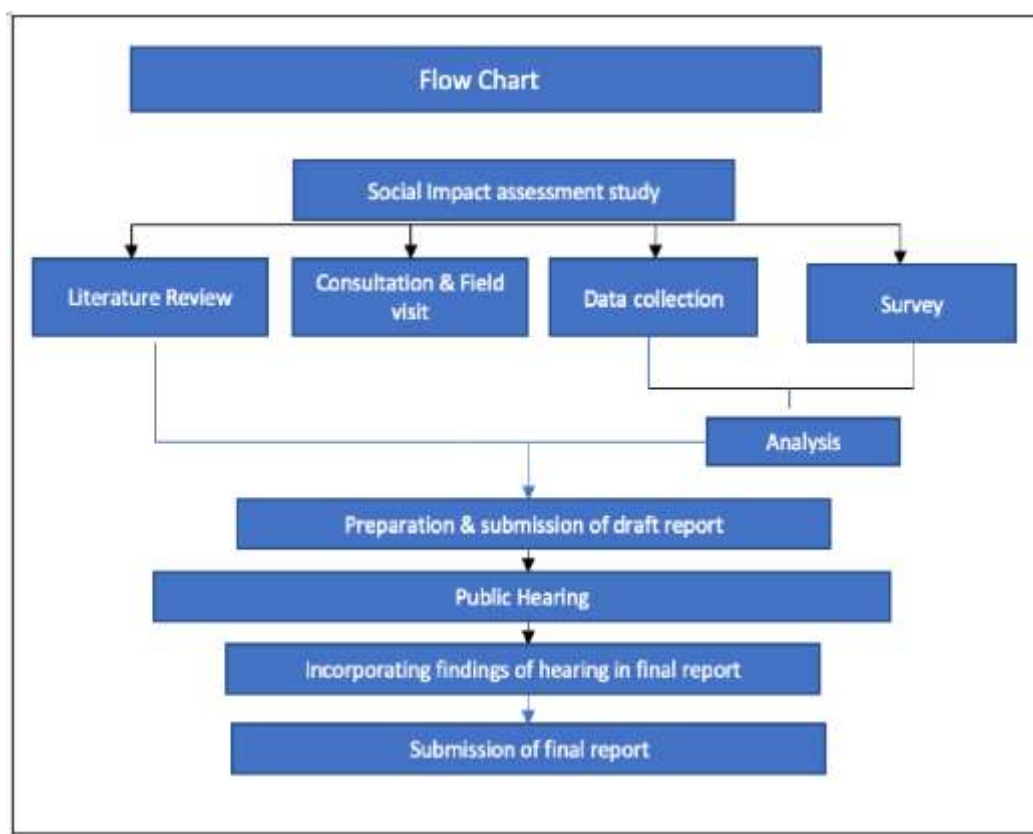 Flow Chart
Social Impact assessment study
Literature Review
Consultation & Field
visit
Data collection
Survey
Analysis
Preparation & submission of draft report
Public Hearing
Incorporating findings of hearing in final report
Submission of final report